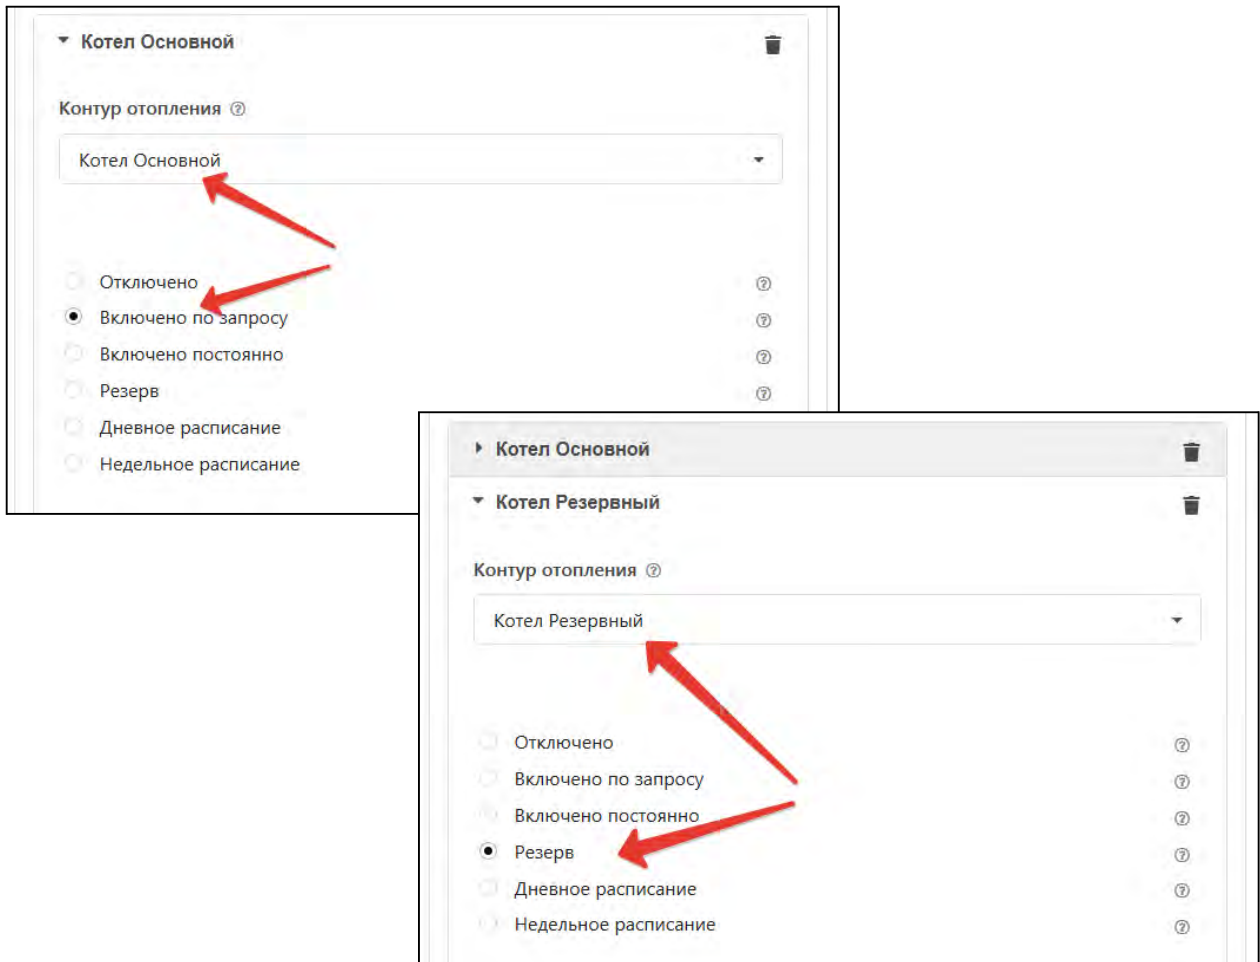 Котел Основной
Контур отопления
Котел Основной
Отключено
Включено по запросу
Включено постоянно
Резерв
Дневное расписание
Недельное расписание
Котел Основной
Котел Резервный
Контур отопления
Котел Резервный
Отключено
Включено по запросу
Включено постоянно
Резерв
Дневное расписание
Недельное расписание